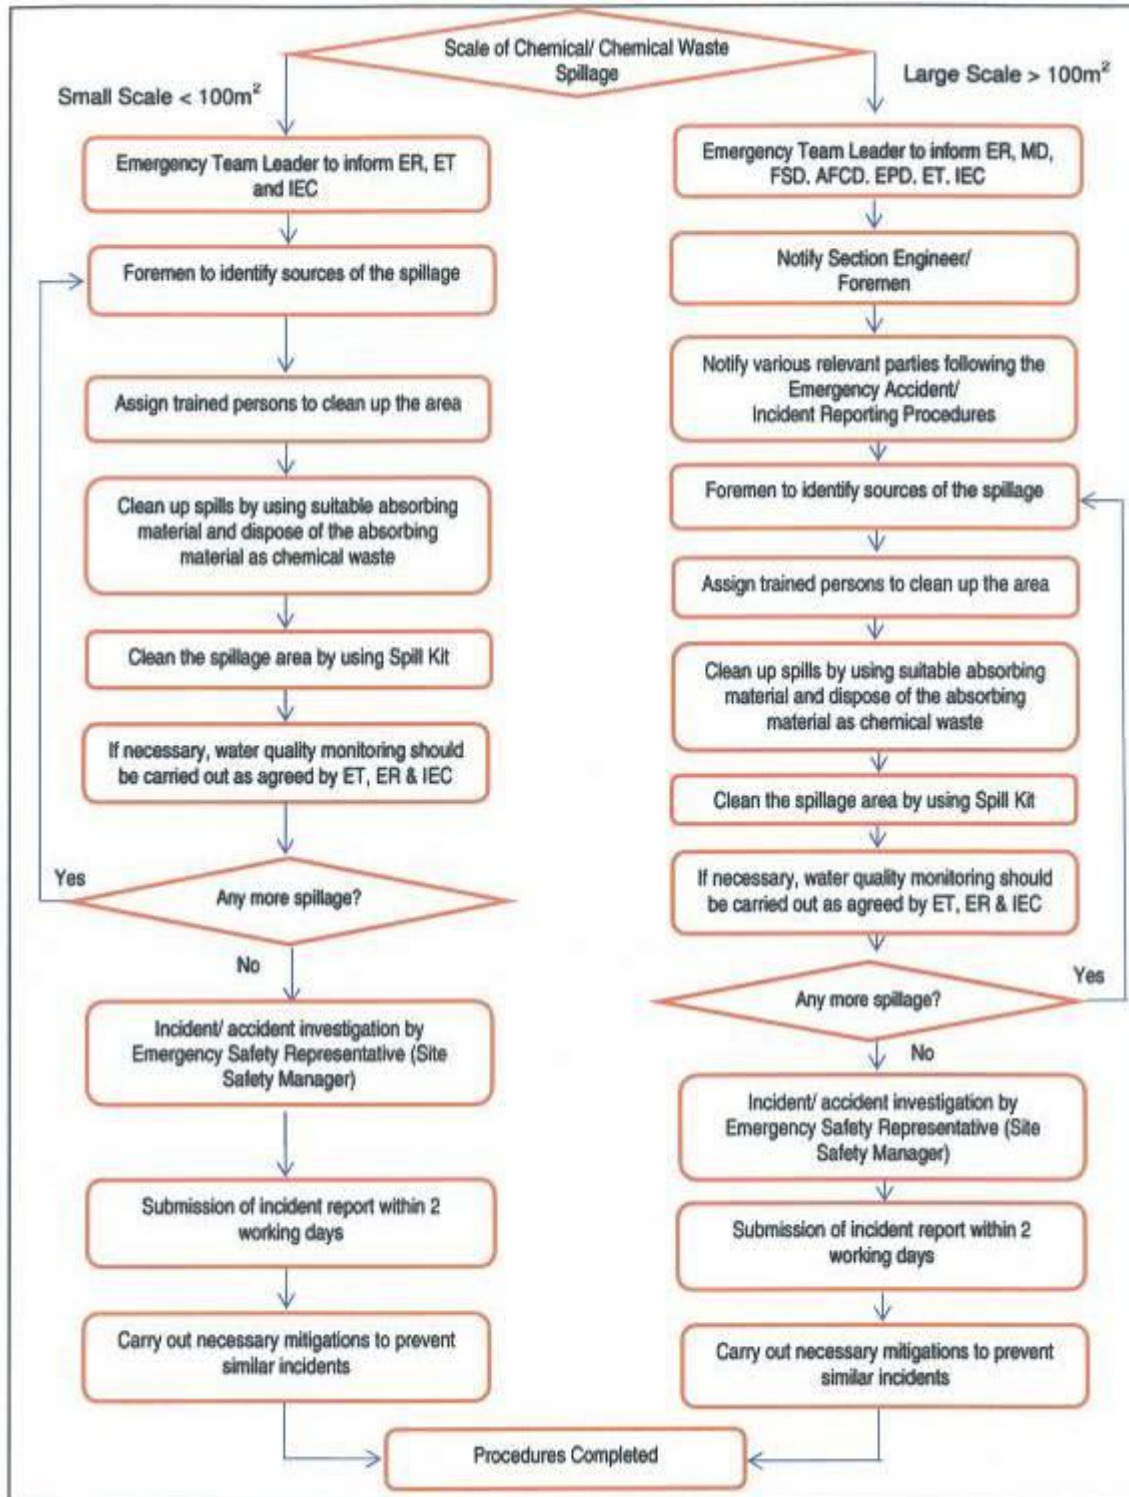 Scale of Chemical/ Chemical Waste
Spillage
Small Scale < 100m²
Large Scale > 100m²
Emergency Team Leader to inform ER, ET
and IEC
Foremen to identify sources of the spillage
Assign trained persons to clean up the area
Clean up spills by using suitable absorbing
material and dispose of the absorbing
material as chemical waste
Clean the spillage area by using Spill Kit
If necessary, water quality monitoring should
be carried out as agreed by ET, ER & IEC
Yes
Any more spillage?
No
Incident/ accident investigation by
Emergency Safety Representative (Site
Safety Manager)
Submission of incident report within 2
working days
Carry out necessary mitigations to prevent
similar incidents
Emergency Team Leader to inform ER, MD,
FSD. AFCD. EPD. ET. IEC
Notify Section Engineer/
Foremen
Notify various relevant parties following the
Emergency Accident/
Incident Reporting Procedures
Foremen to identify sources of the spillage
Assign trained persons to clean up the area
Clean up spills by using suitable absorbing
material and dispose of the absorbing
material as chemical waste
Clean the spillage area by using Spill Kit
If necessary, water quality monitoring should
be carried out as agreed by ET, ER & IEC
Any more spillage?
Yes
No
Incident/ accident investigation by
Emergency Safety Representative (Site
Safety Manager)
Submission of incident report within 2
working days
Carry out necessary mitigations to prevent
similar incidents
Procedures Completed